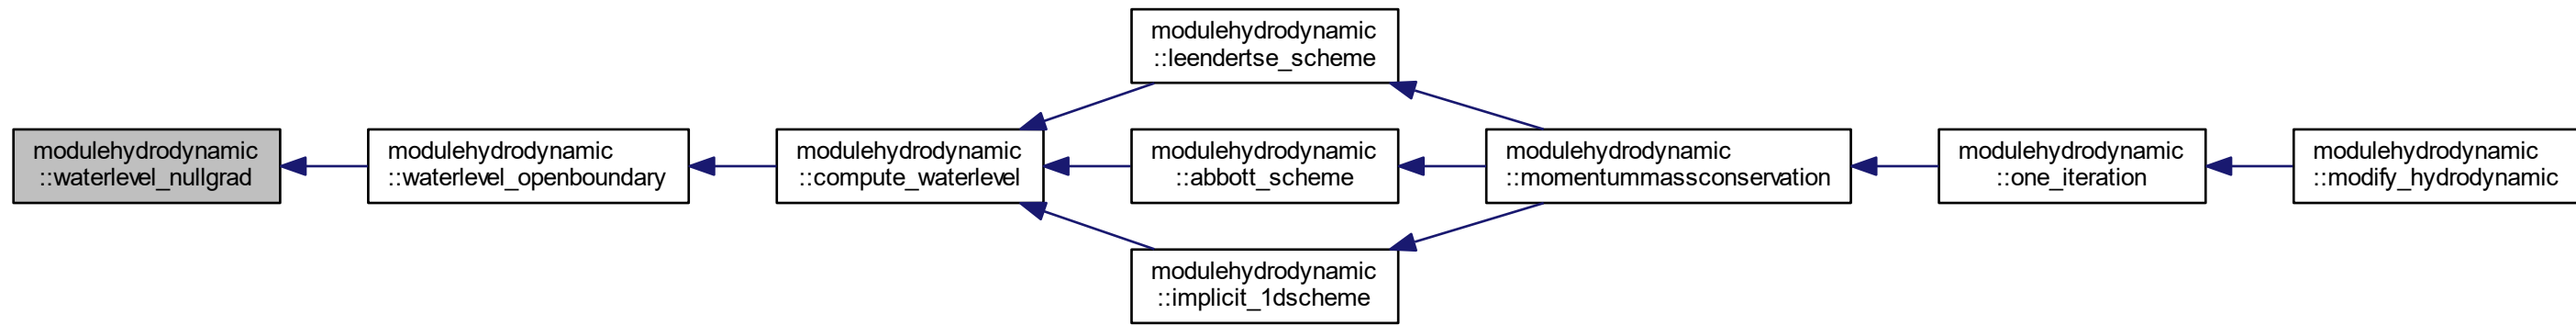 modulehydrodynamic
::waterlevel_nullgrad
modulehydrodynamic
::waterlevel_openboundary
modulehydrodynamic
::compute_waterlevel
modulehydrodynamic
::leendertse_scheme
modulehydrodynamic
::abbott_scheme
modulehydrodynamic
::implicit_1dscheme
modulehydrodynamic
::momentummassconservation
modulehydrodynamic
::one_iteration
modulehydrodynamic
::modify_hydrodynamic